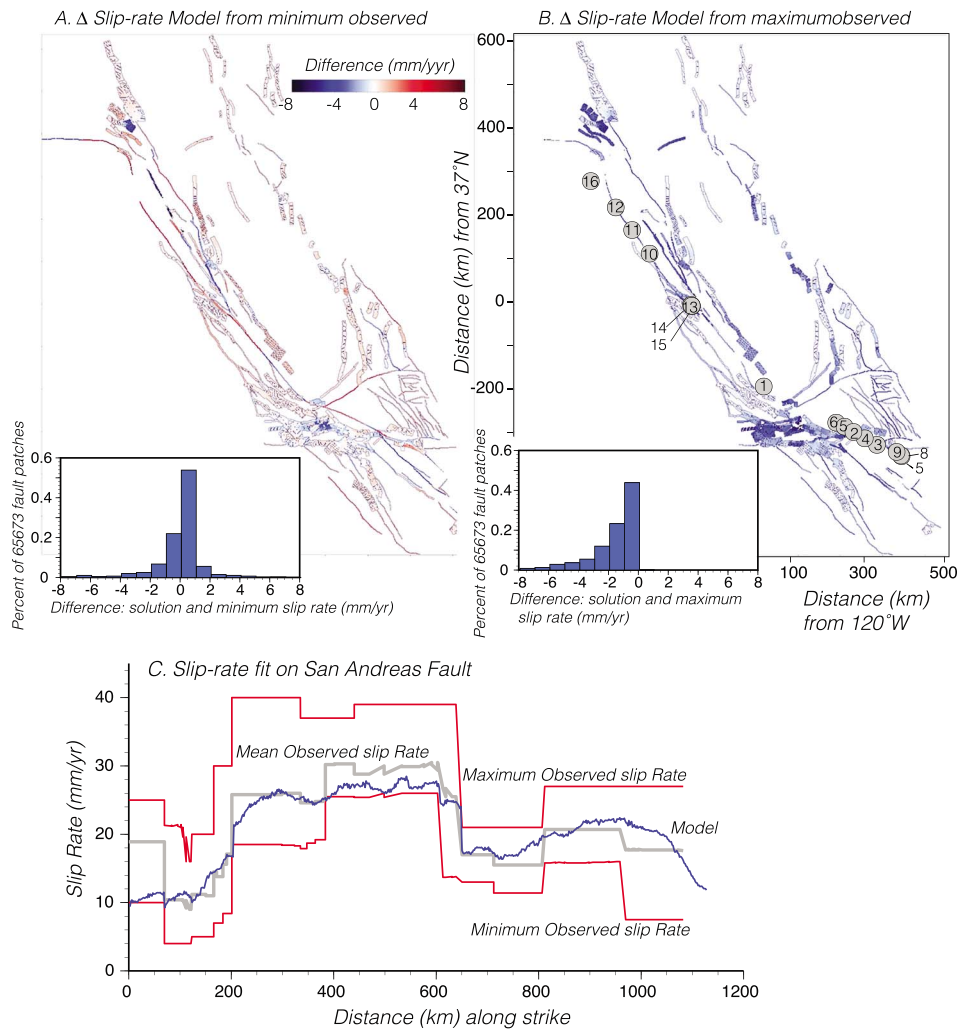 A. Δ Slip-rate Model from minimum observed
B. Δ Slip-rate Model from maximumobserved
Difference (mm/yyr)
-8 -4 0 4 8
600
400
200
0
-200
Distance (km) from 37˚N
16
12
11
10
13
14
15
1
6 5 2 4 3 9 8
5
100 300 500
Distance (km)
from 120˚W
Percent of 65673 fault patches
0.6
0.4
0.2
0
-8 -6 -4 -2 0 2 4 6 8
Difference: solution and minimum slip rate (mm/yr)
Percent of 65673 fault patches
0.6
0.4
0.2
0
-8 -6 -4 -2 0 2 4 6 8
Difference: solution and maximum
slip rate (mm/yr)
C. Slip-rate fit on San Andreas Fault
40
30
20
10
0
Slip Rate (mm/yr)
Mean Observed slip Rate
Maximum Observed slip Rate
Model
Minimum Observed slip Rate
0 200 400 600 800 1000 1200
Distance (km) along strike